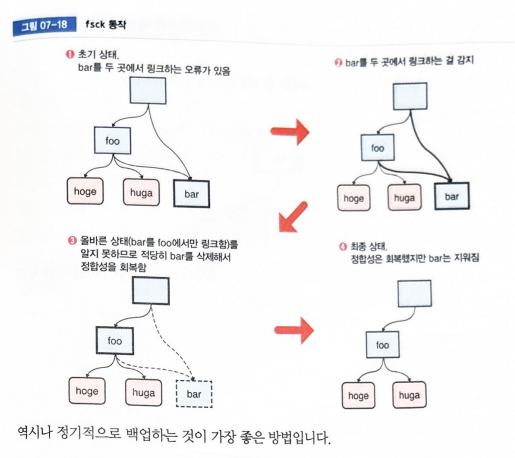 그림 07-18 fsck 동작
❶ 초기 상태,
bar를 두 곳에서 링크하는 오류가 있음
foo
hoge
huga
bar
❷ bar를 두 곳에서 링크하는 걸 감지
foo
hoge
huga
bar
❸ 올바른 상태(bar를 foo에서만 링크함)를
알지 못하므로 적당히 bar를 삭제해서
정합성을 회복함
foo
hoge
huga
bar
❹ 최종 상태,
정합성은 회복했지만 bar는 지워짐
foo
hoge
huga
역시나 정기적으로 백업하는 것이 가장 좋은 방법입니다.